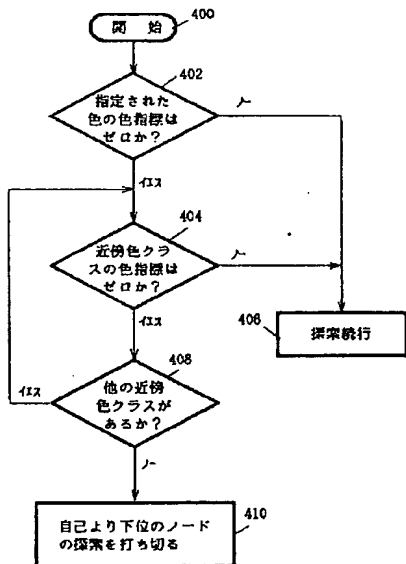 開始
400
402
指定された
色の色指標は
ゼロか？
ノー
イエス
404
近傍色クラ
スの色指標は
ゼロか？
ノー
イエス
406
探索続行
408
他の近傍
色クラスが
あるか？
イエス
ノー
410
自己より下位のノード
の探索を打ち切る